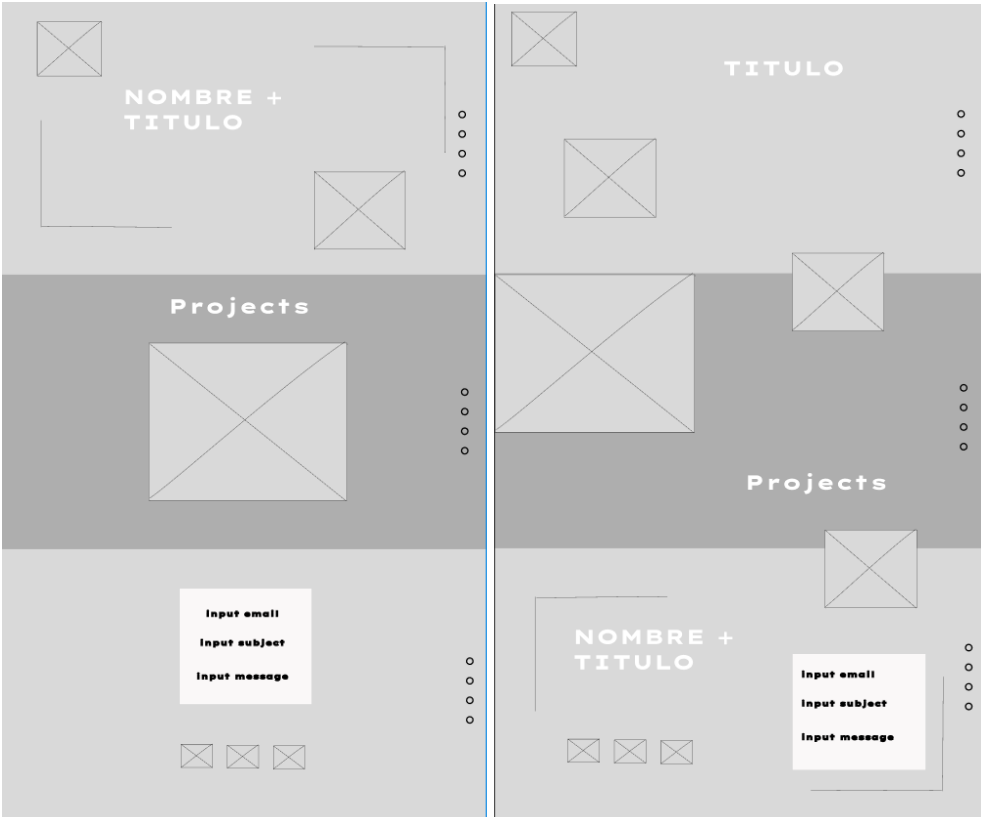 NOMBRE +
TITULO
Projects
Input email
Input subject
Input message
TITULO
Projects
NOMBRE +
TITULO
Input email
Input subject
Input message